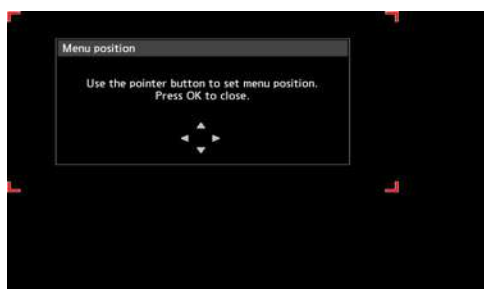 Menu position
Use the pointer button to set menu position.
Press OK to close.